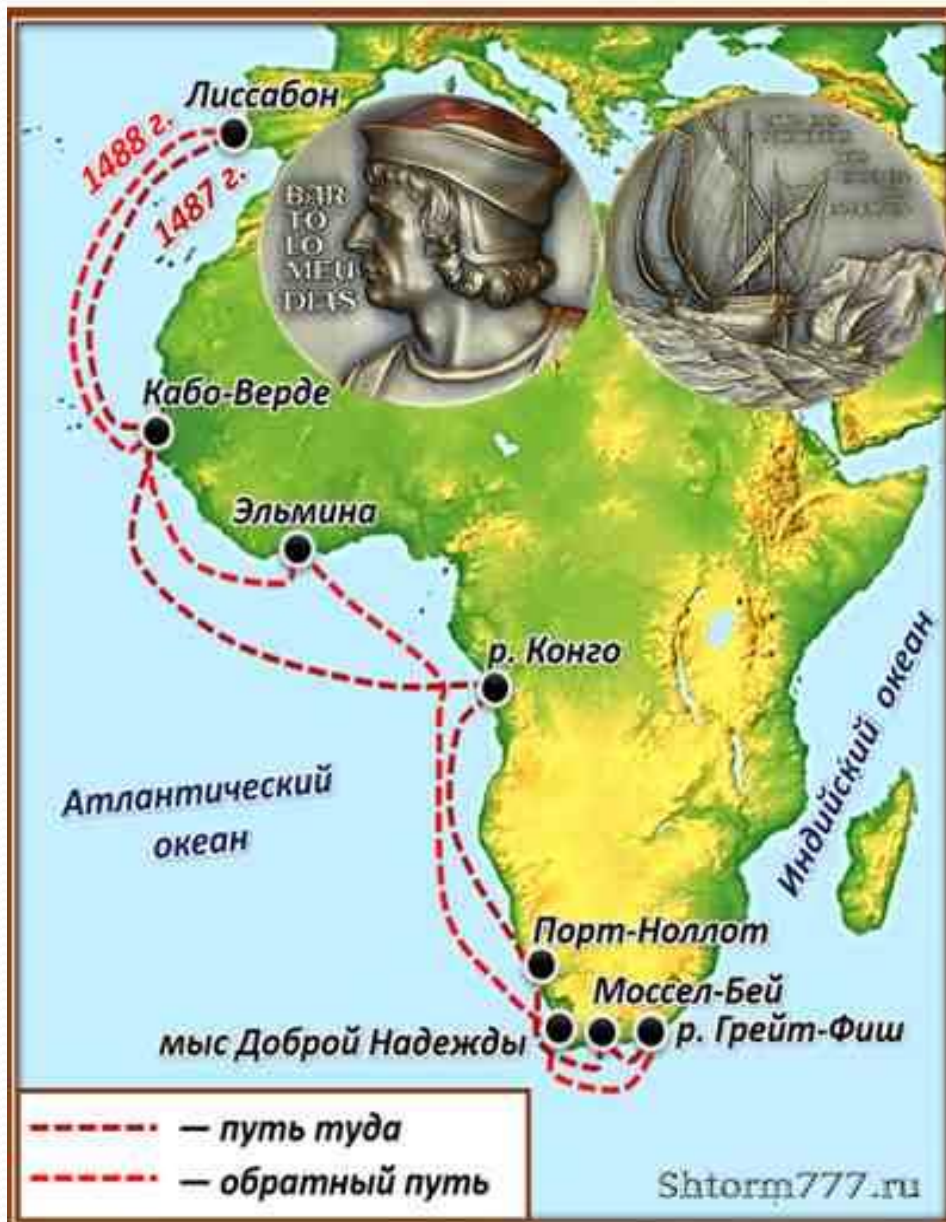 Лиссабон
1488 г.
1487 г.
BAR
TO
LO
MEU
DIAS
Кабо-Верде
Эльмина
р. Конго
Атлантический
океан
Индийский океан
Порт-Ноллот
Моссел-Бей
мыс Доброй Надежды
р. Грейт-Фиш
— путь туда
— обратный путь
Shtorm777.ru